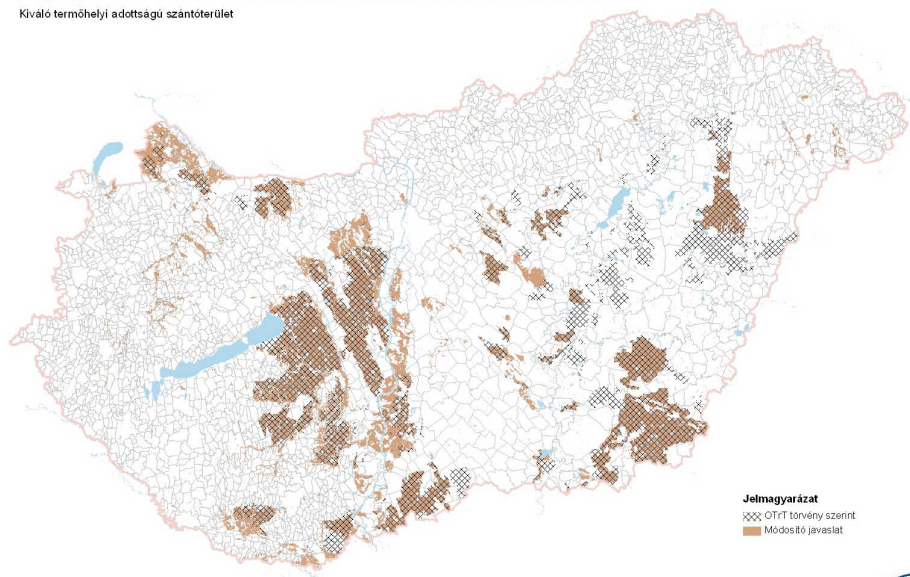 Kiváló termőhelyi adottságú szántóterület
Jelmagyarázat
OTrT törvény szerint
Módosító javaslat